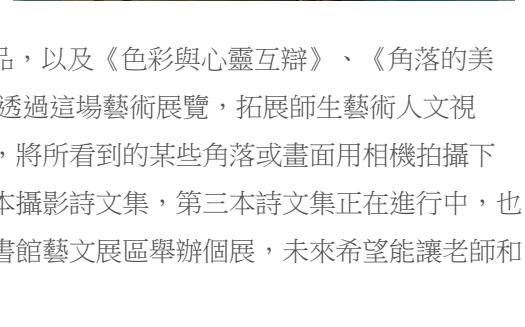 品，以及《色彩與心靈互辯》、《角落的美
透過這場藝術展覽，拓展師生藝術人文視
，將所看到的某些角落或畫面用相機拍攝下
本攝影詩文集，第三本詩文集正在進行中，也
書館藝文展區舉辦個展，未來希望能讓老師和